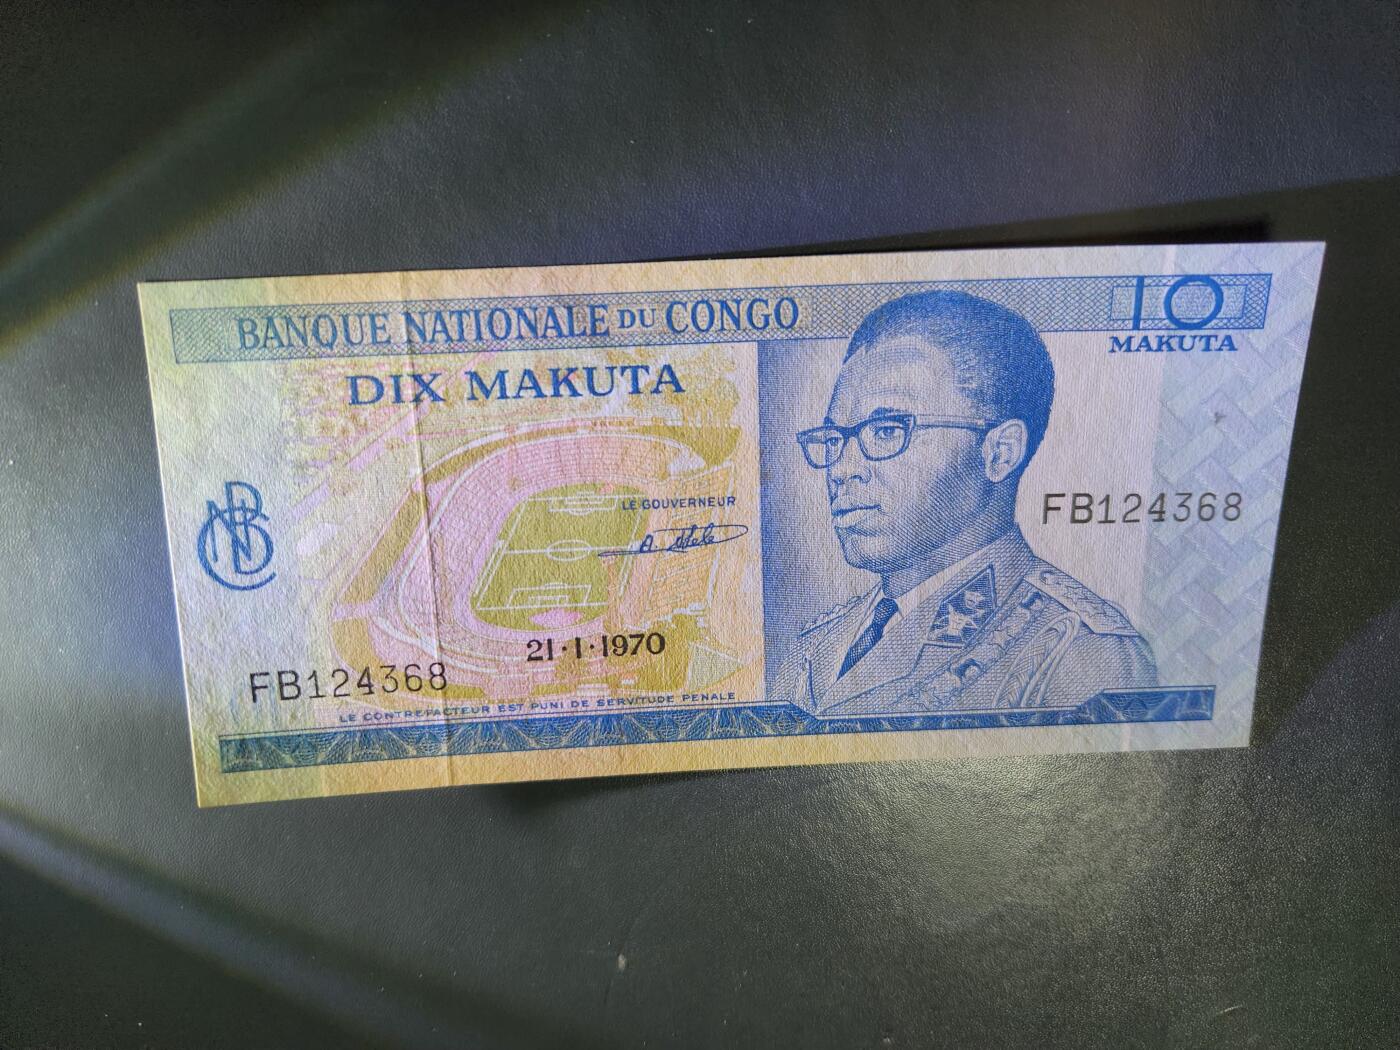 BANQUE NATIONALE DU CONGO
10
MAKUTA
DIX MAKUTA
LE GOUVERNEUR
BNC
FB124368
21·1·1970
FB124368
LE CONTREFACTEUR EST PUNI DE SERVITUDE PENALE